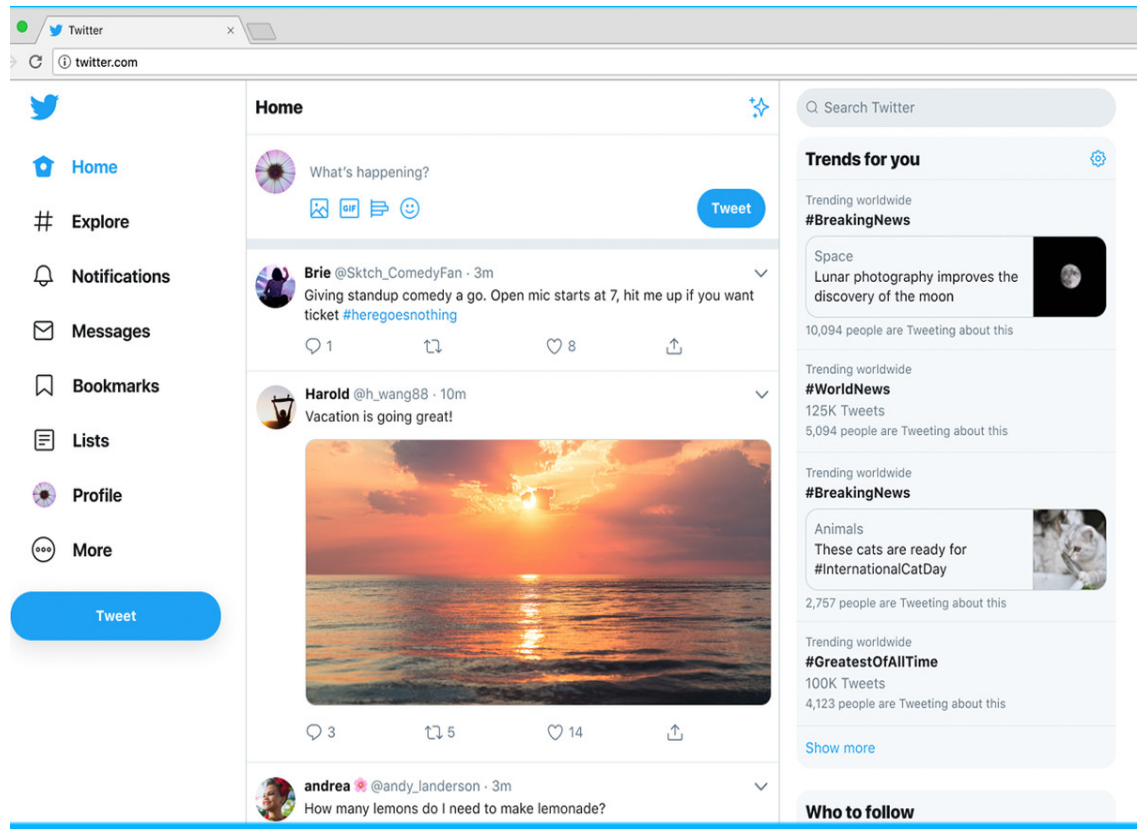 Twitter
twitter.com
Home
Explore
Notifications
Messages
Bookmarks
Lists
Profile
More
Tweet
Home
What's happening?
GIF
Tweet
Brie @Sktch_ComedyFan · 3m
Giving standup comedy a go. Open mic starts at 7, hit me up if you want
ticket #heregoesnothing
1
8
Harold @h_wang88 · 10m
Vacation is going great!
3
5
14
andrea 🌸 @andy_landerson · 3m
How many lemons do I need to make lemonade?
Search Twitter
Trends for you
Trending worldwide
#BreakingNews
Space
Lunar photography improves the
discovery of the moon
10,094 people are Tweeting about this
Trending worldwide
#WorldNews
125K Tweets
5,094 people are Tweeting about this
Trending worldwide
#BreakingNews
Animals
These cats are ready for
#InternationalCatDay
2,757 people are Tweeting about this
Trending worldwide
#GreatestOfAllTime
100K Tweets
4,123 people are Tweeting about this
Show more
Who to follow